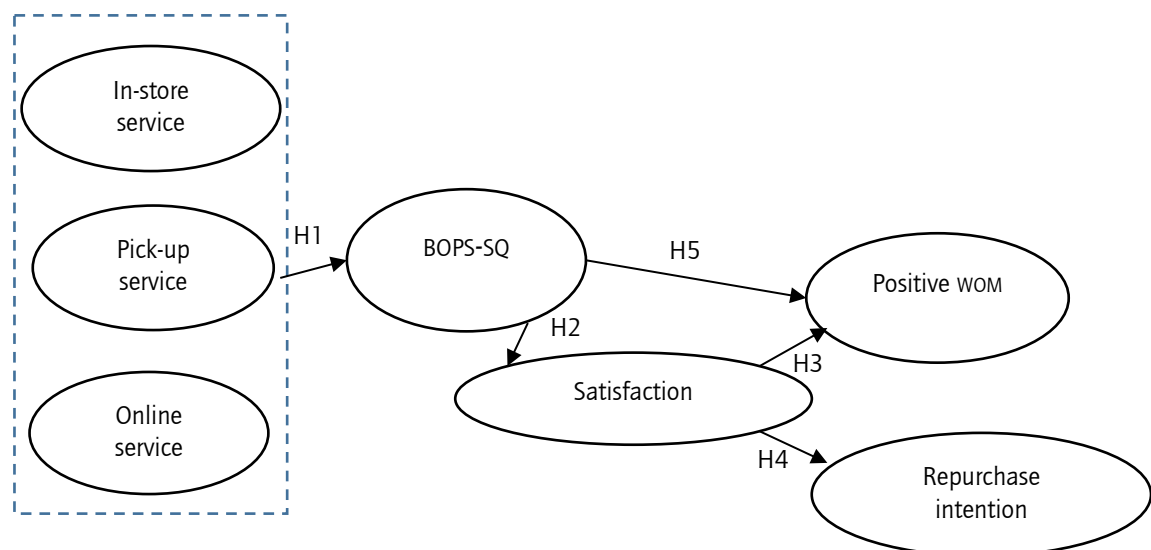 In-store
service
Pick-up
service
Online
service
H1
BOPS-SQ
H5
Positive WOM
H2
Satisfaction
H3
H4
Repurchase
intention